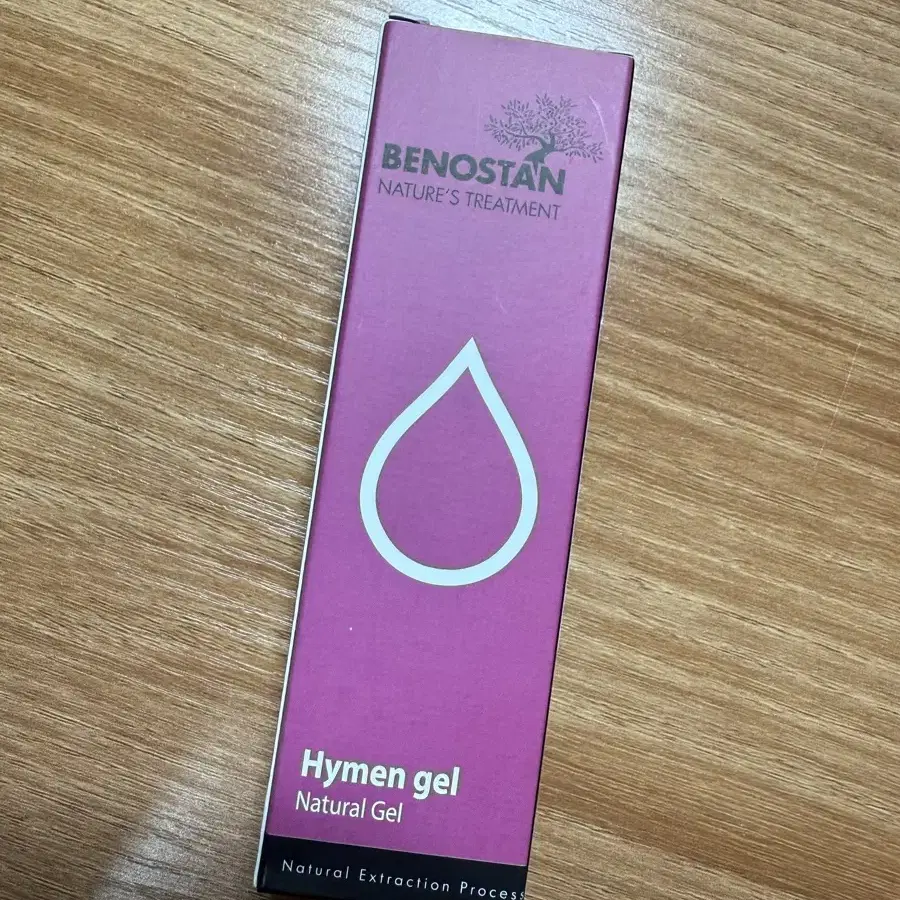 BENOSTAN
NATURE'S TREATMENT
Hymen gel
Natural Gel
Natural Extraction Process